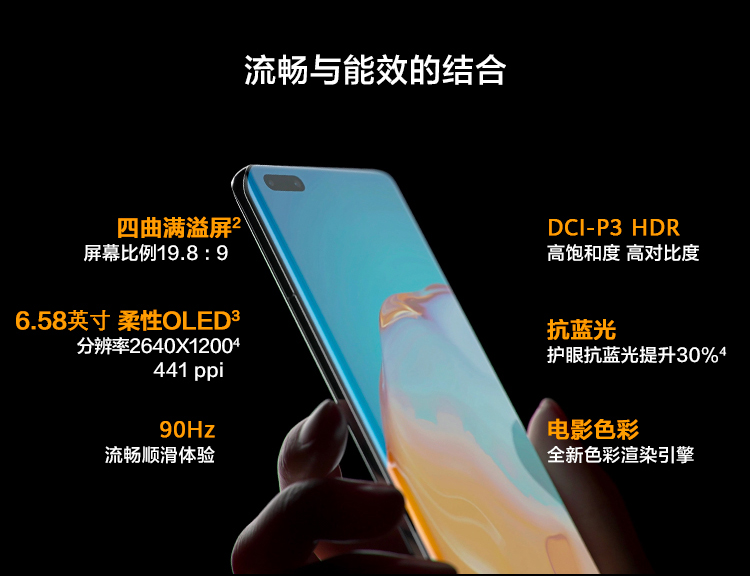 流畅与能效的结合
四曲满溢屏²
屏幕比例19.8 : 9
6.58英寸 柔性OLED³
分辨率2640X1200⁴
441 ppi
90Hz
流畅顺滑体验
DCI-P3 HDR
高饱和度 高对比度
抗蓝光
护眼抗蓝光提升30%⁴
电影色彩
全新色彩渲染引擎